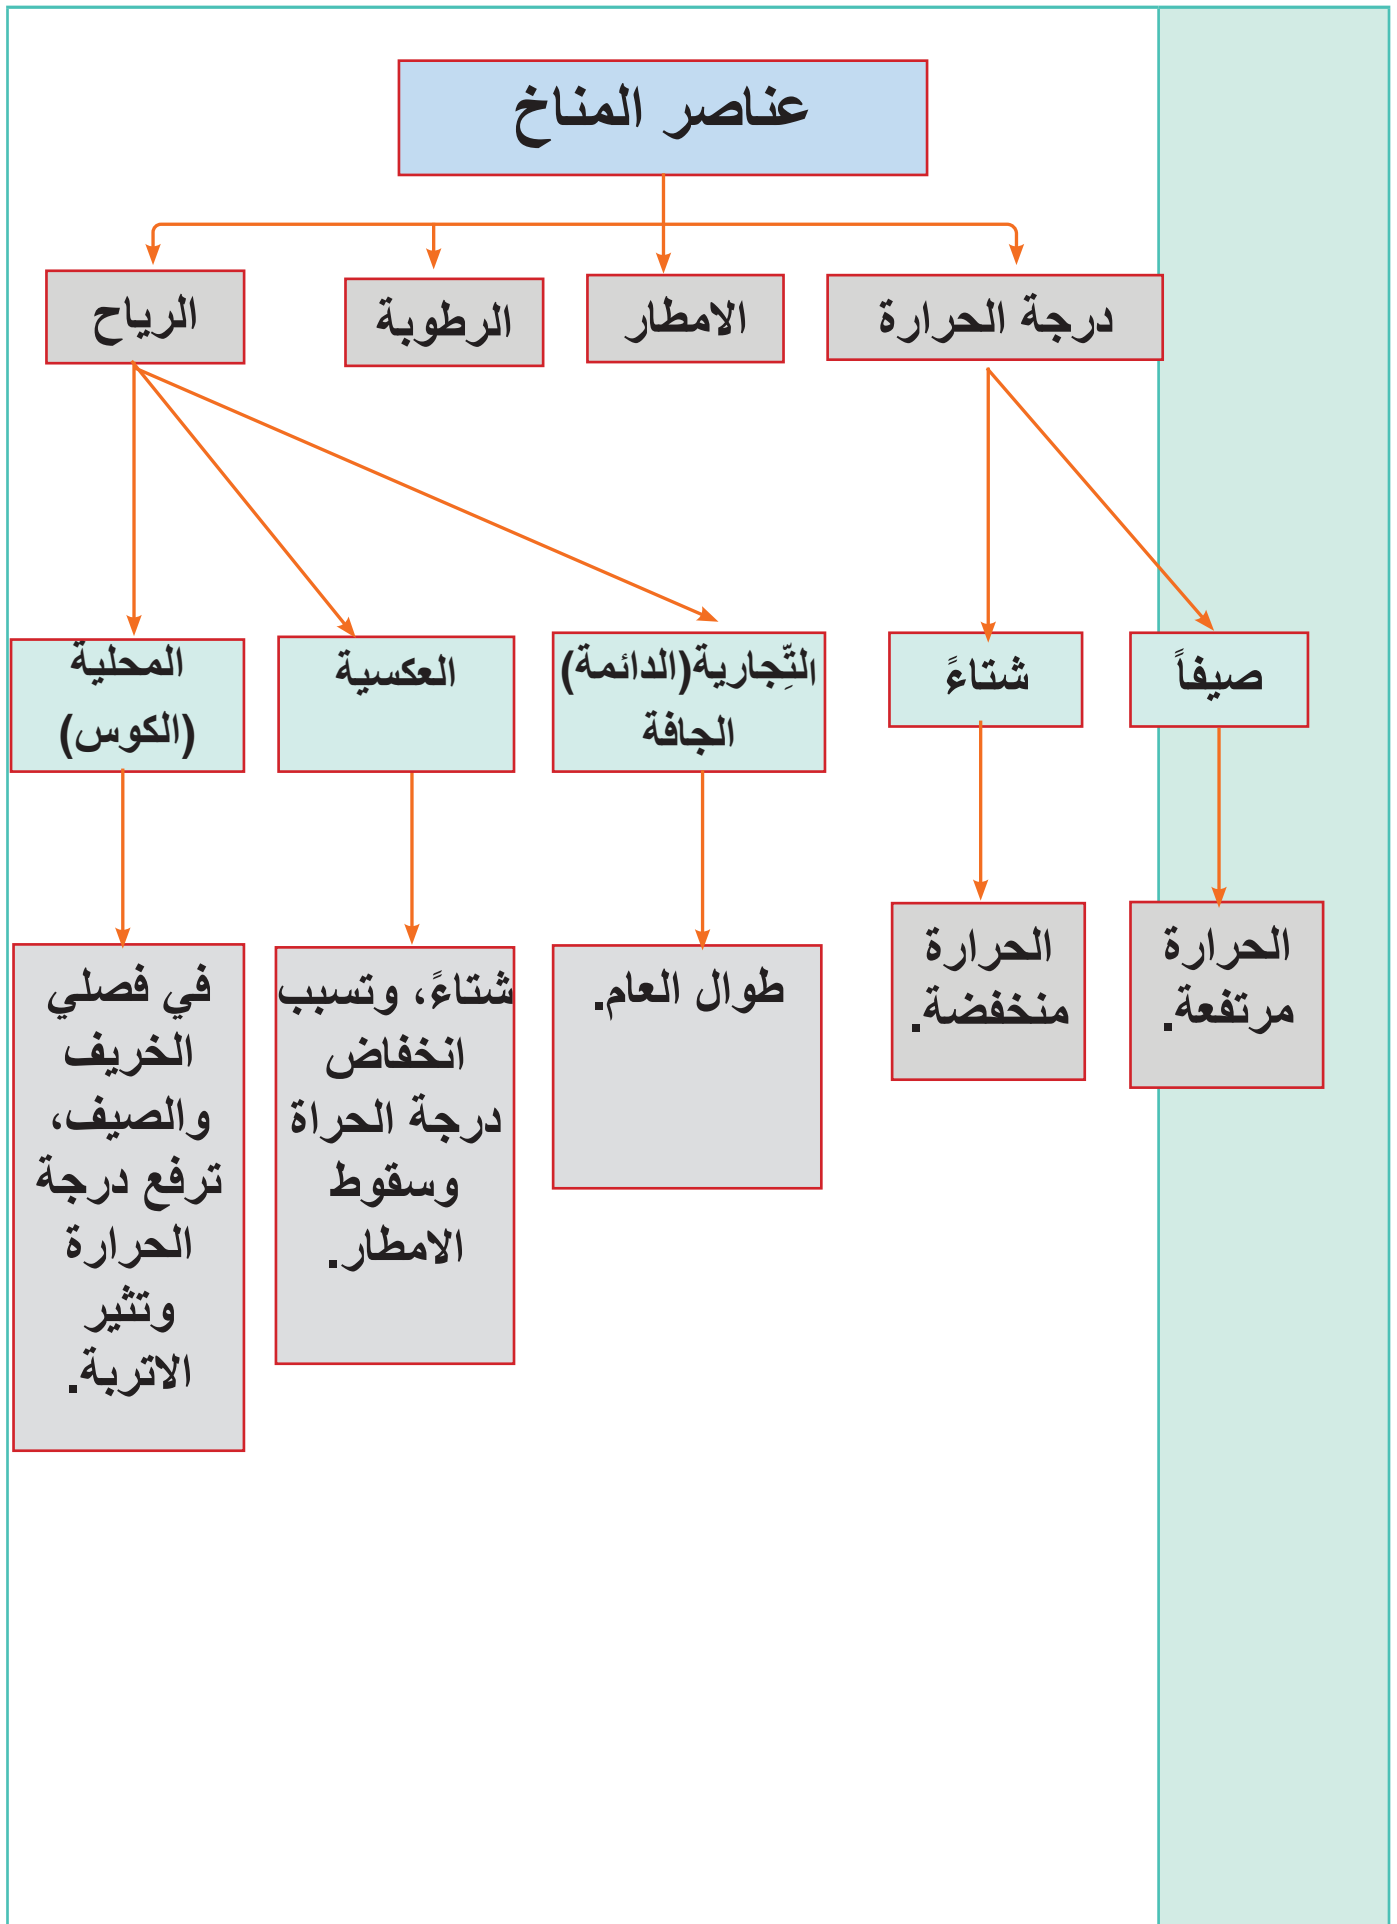 عناصر المناخ
درجة الحرارة
الامطار
الرطوبة
الرياح
صيفاً
شتاءً
التِّجارية(الدائمة)
الجافة
العكسية
المحلية
(الكوس)
الحرارة
مرتفعة.
الحرارة
منخفضة.
طوال العام.
شتاءً، وتسبب
انخفاض
درجة الحراة
وسقوط
الامطار.
في فصلي
الخريف
والصيف،
ترفع درجة
الحرارة
وتثير
الاتربة.